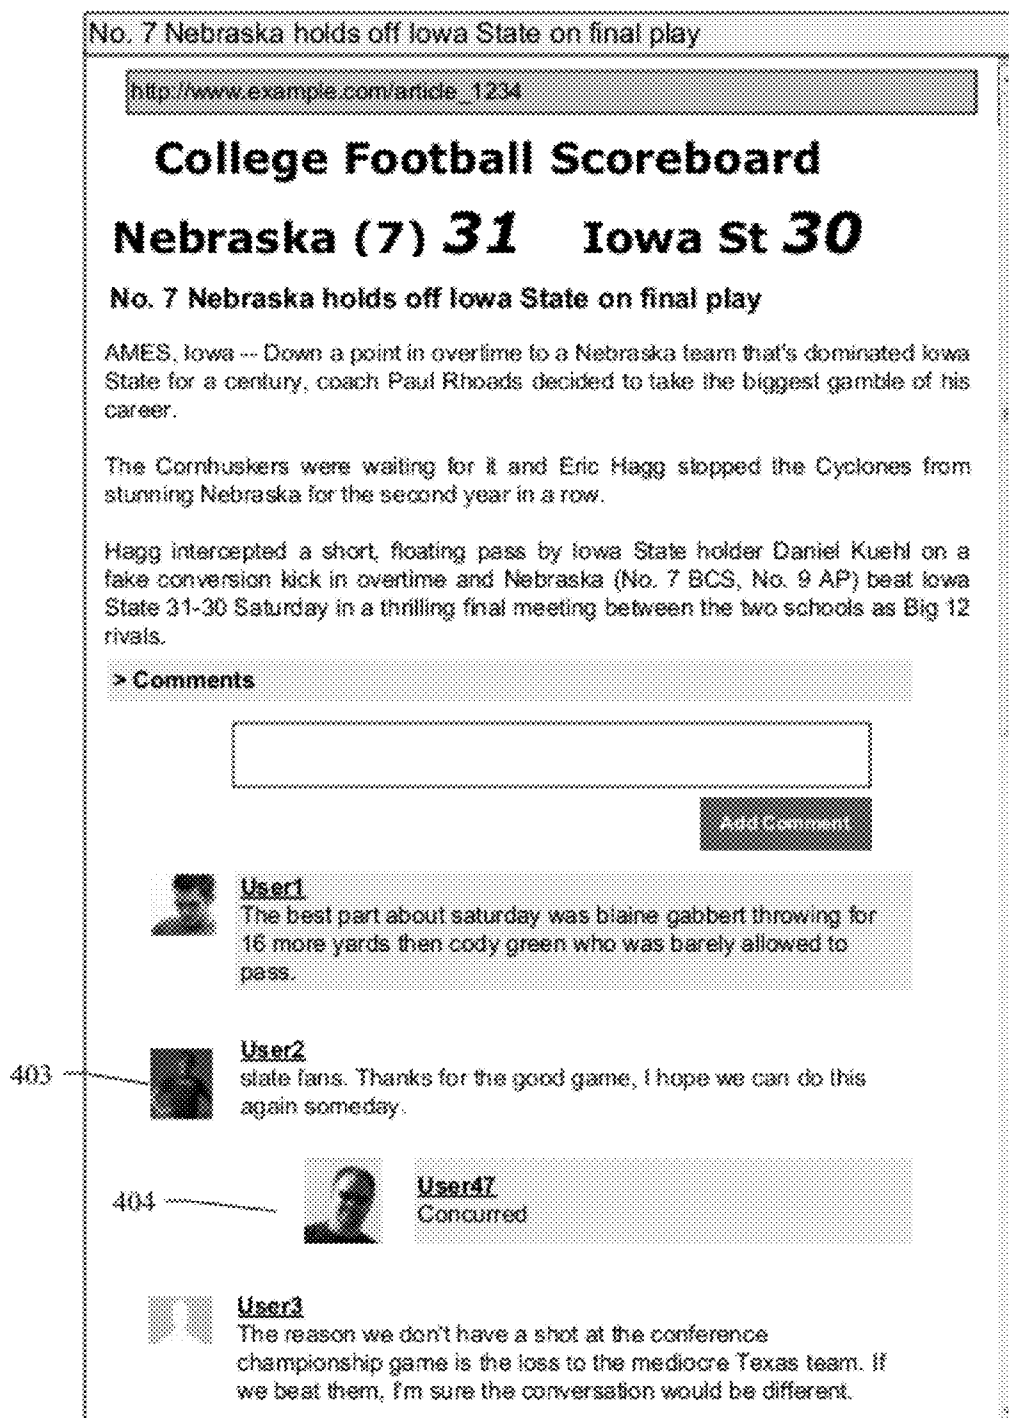 No. 7 Nebraska holds off Iowa State on final play
http://www.example.com/article_1234
College Football Scoreboard
Nebraska (7) 31 Iowa St 30
No. 7 Nebraska holds off Iowa State on final play
AMES, Iowa -- Down a point in overtime to a Nebraska team that's dominated Iowa
State for a century, coach Paul Rhoads decided to take the biggest gamble of his
career.
The Cornhuskers were waiting for it and Eric Hagg stopped the Cyclones from
stunning Nebraska for the second year in a row.
Hagg intercepted a short, floating pass by Iowa State holder Daniel Kuehl on a
fake conversion kick in overtime and Nebraska (No. 7 BCS, No. 9 AP) beat Iowa
State 31-30 Saturday in a thrilling final meeting between the two schools as Big 12
rivals.
> Comments
Add Comment
User1
The best part about saturday was blaine gabbert throwing for
16 more yards then cody green who was barely allowed to
pass.
403
User2
state fans. Thanks for the good game, I hope we can do this
again someday.
404
User47
Concurred
User3
The reason we don't have a shot at the conference
championship game is the loss to the mediocre Texas team. If
we beat them, I'm sure the conversation would be different.